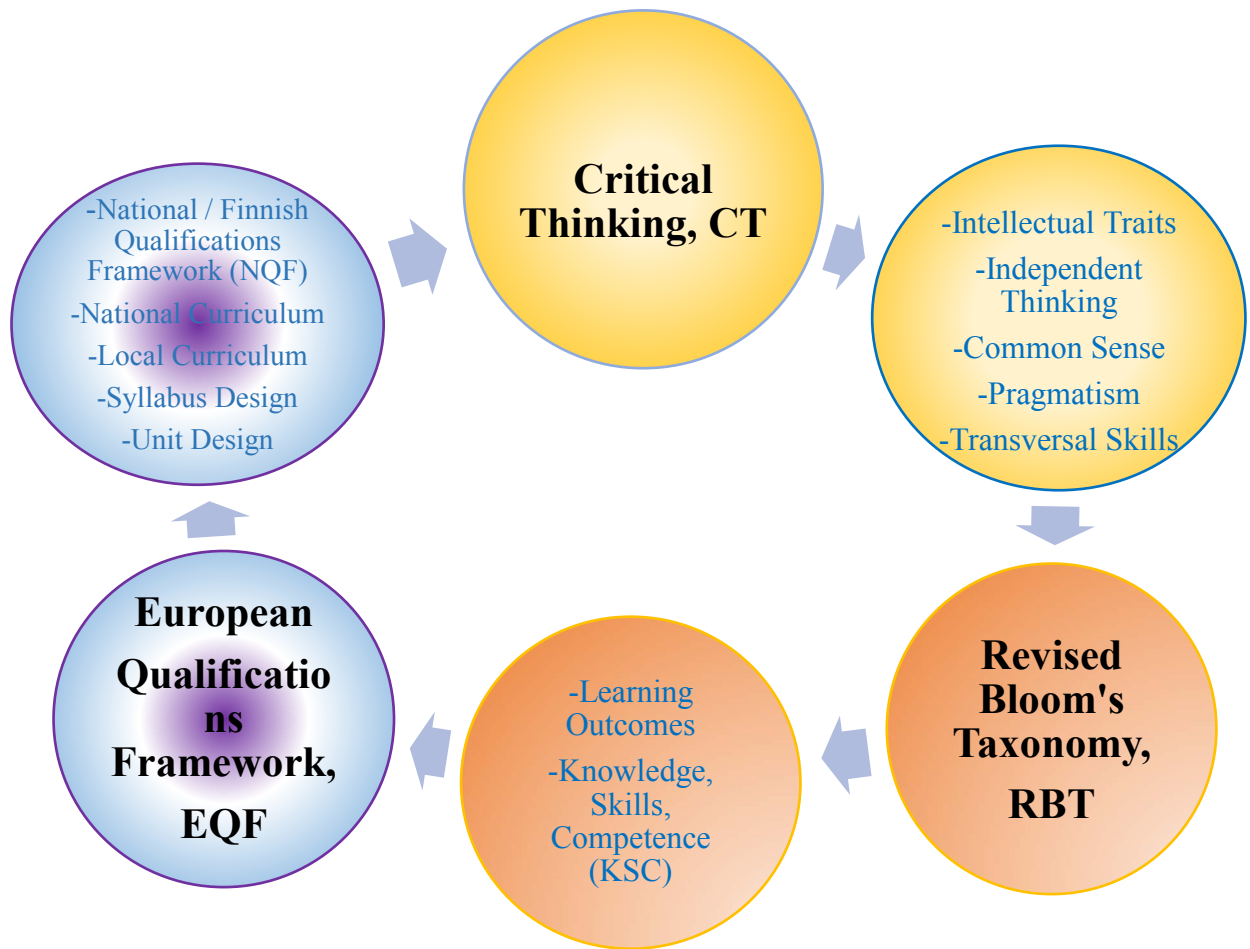 Critical
Thinking, CT
-Intellectual Traits
-Independent
Thinking
-Common Sense
-Pragmatism
-Transversal Skills
Revised
Bloom's
Taxonomy,
RBT
-Learning
Outcomes
-Knowledge,
Skills,
Competence
(KSC)
European
Qualificatio
ns
Framework,
EQF
-National / Finnish
Qualifications
Framework (NQF)
-National Curriculum
-Local Curriculum
-Syllabus Design
-Unit Design